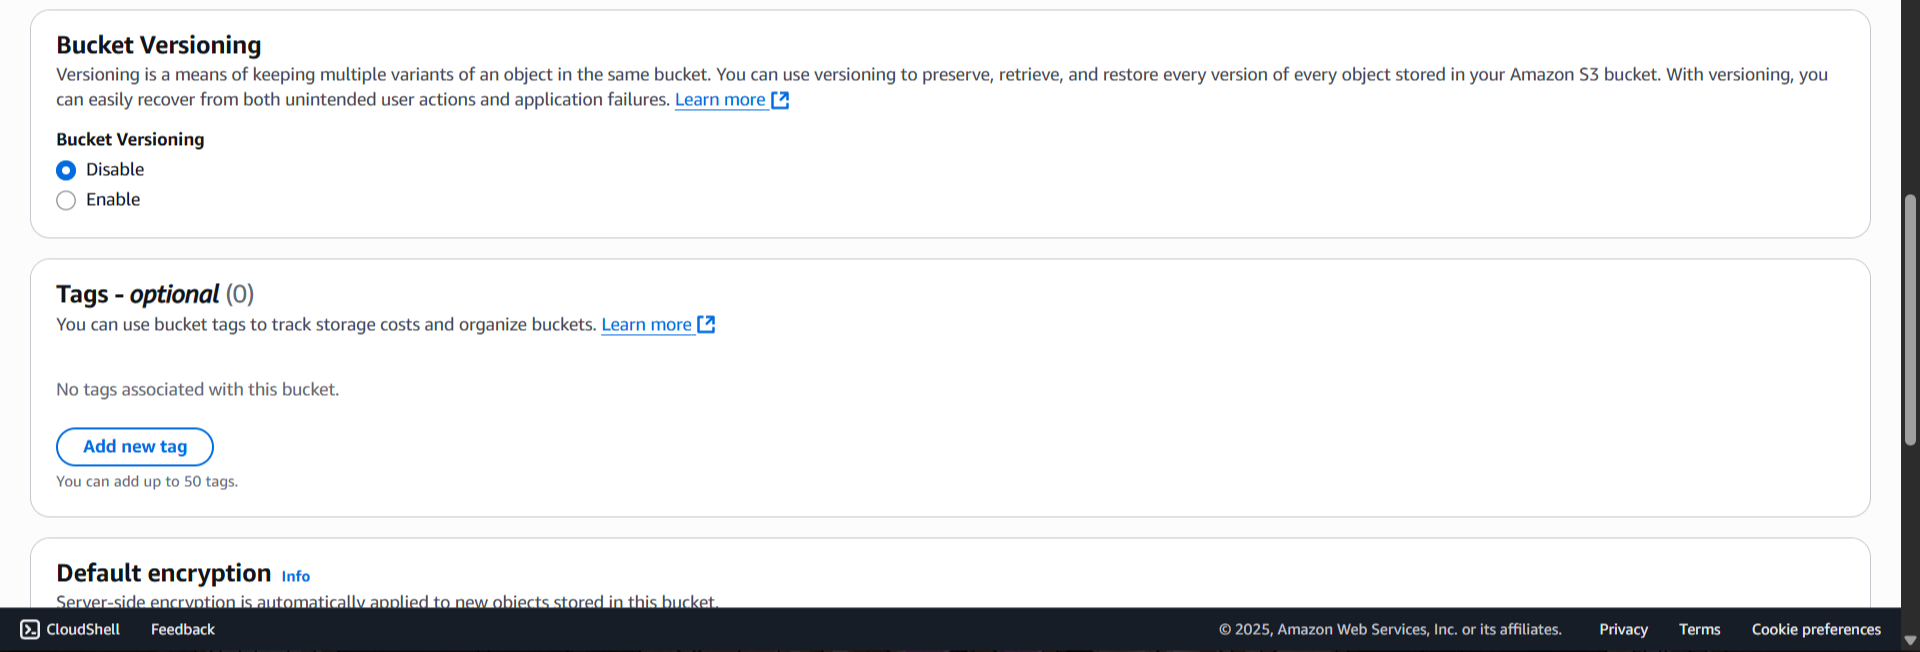 Bucket Versioning
Versioning is a means of keeping multiple variants of an object in the same bucket. You can use versioning to preserve, retrieve, and restore every version of every object stored in your Amazon S3 bucket. With versioning, you
can easily recover from both unintended user actions and application failures. Learn more
Bucket Versioning
Disable
Enable
Tags - optional (0)
You can use bucket tags to track storage costs and organize buckets. Learn more
No tags associated with this bucket.
Add new tag
You can add up to 50 tags.
Default encryption Info
Server-side encryption is automatically applied to new objects stored in this bucket.
CloudShell Feedback © 2025, Amazon Web Services, Inc. or its affiliates. Privacy Terms Cookie preferences